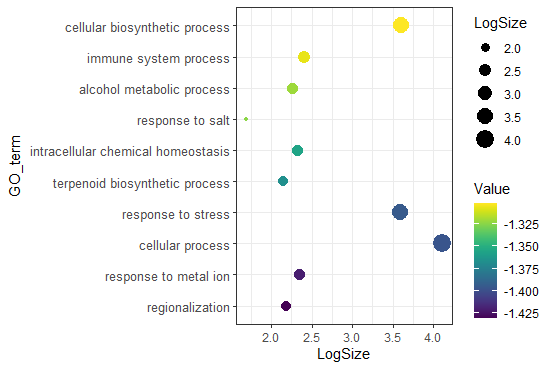 GO_term
cellular biosynthetic process
immune system process
alcohol metabolic process
response to salt
intracellular chemical homeostasis
terpenoid biosynthetic process
response to stress
cellular process
response to metal ion
regionalization
2.0 2.5 3.0 3.5 4.0
LogSize
LogSize
2.0
2.5
3.0
3.5
4.0
Value
-1.325
-1.350
-1.375
-1.400
-1.425